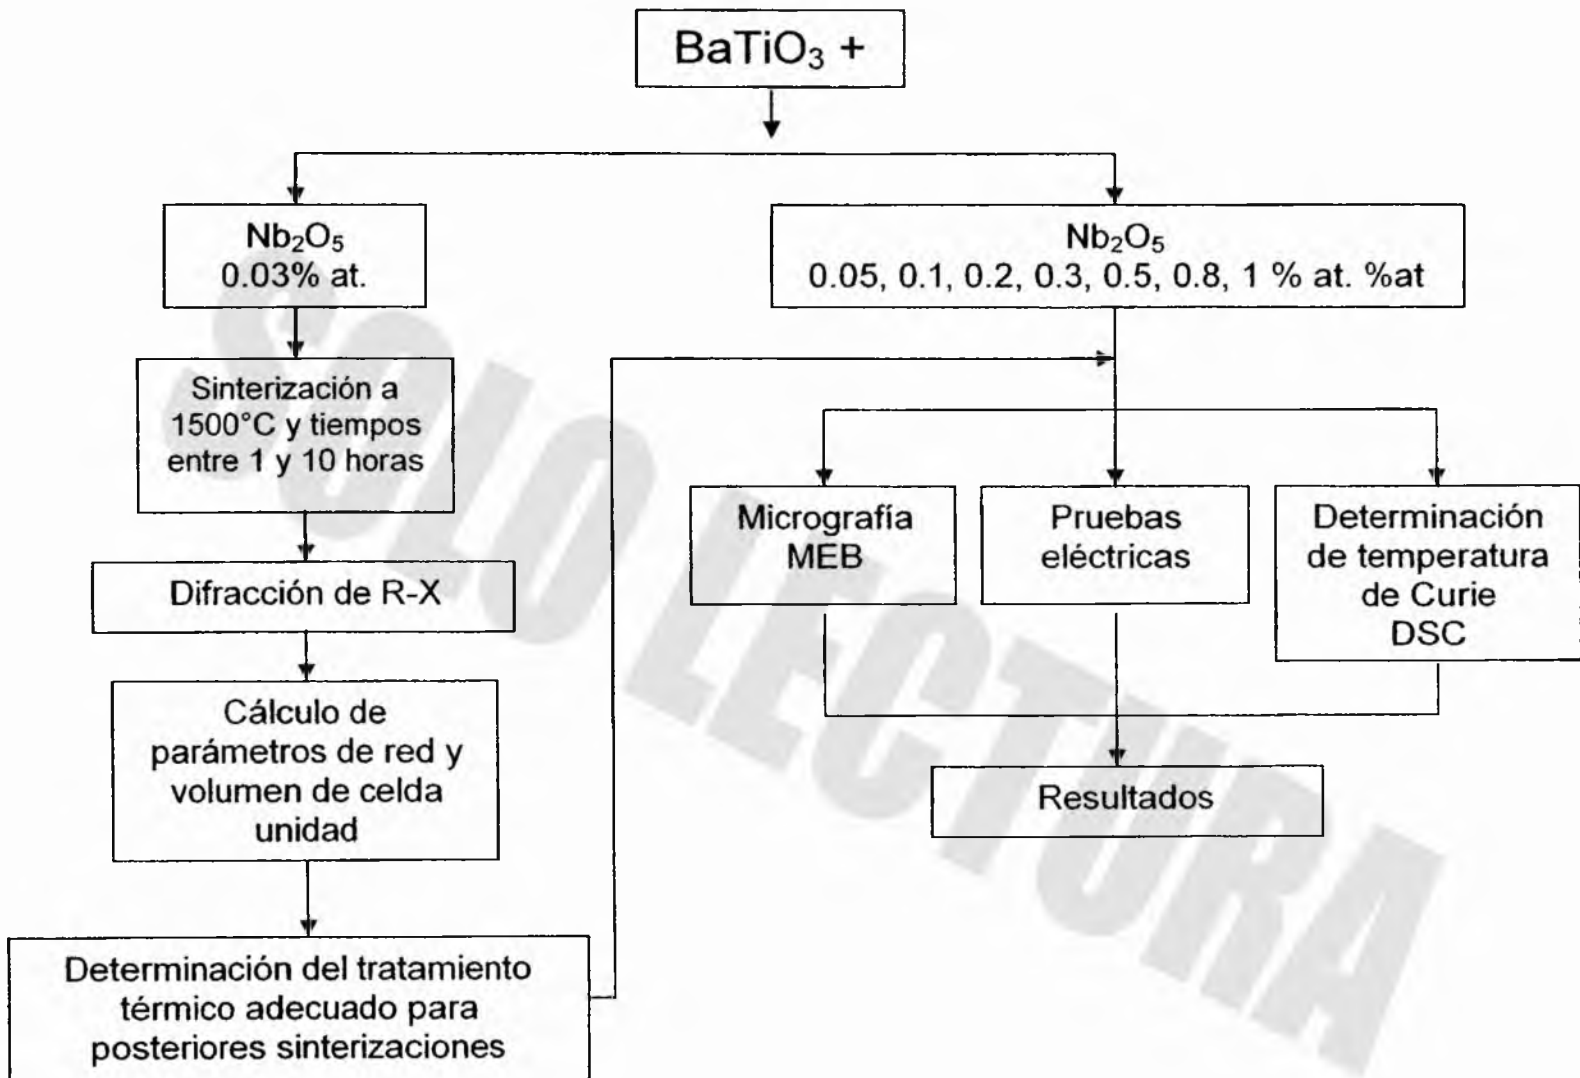 BaTiO₃ +
Nb₂O₅
0.03% at.
Nb₂O₅
0.05, 0.1, 0.2, 0.3, 0.5, 0.8, 1 % at. %at
Sinterización a
1500°C y tiempos
entre 1 y 10 horas
Difracción de R-X
Cálculo de
parámetros de red y
volumen de celda
unidad
Determinación del tratamiento
térmico adecuado para
posteriores sinterizaciones
Micrografía
MEB
Pruebas
eléctricas
Determinación
de temperatura
de Curie
DSC
Resultados
SOLO LECTURA